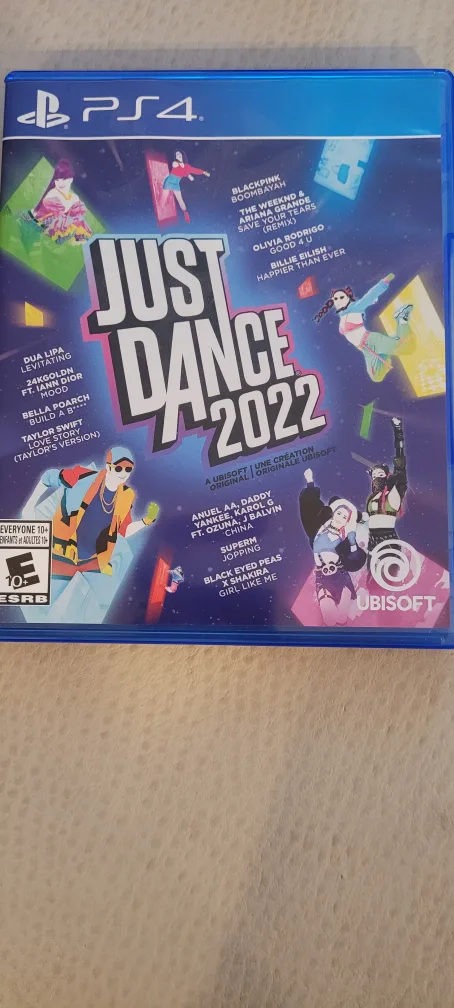 PS4
BLACKPINK
BOOMBAYAH
THE WEEKND &
ARIANA GRANDE
SAVE YOUR TEARS
(REMIX)
OLIVIA RODRIGO
GOOD 4 U
BILLIE EILISH
HAPPIER THAN EVER
JUST
DANCE
2022
DUA LIPA
LEVITATING
24KGOLDN
FT. IANN DIOR
MOOD
BELLA POARCH
BUILD A B****
TAYLOR SWIFT
LOVE STORY
(TAYLOR'S VERSION)
A UBISOFT | UNE CRÉATION
ORIGINAL | ORIGINALE UBISOFT
ANUEL AA, DADDY
YANKEE, KAROL G
FT. OZUNA, J BALVIN
CHINA
SUPERM
JOPPING
BLACK EYED PEAS
X SHAKIRA
GIRL LIKE ME
EVERYONE 10+
ENFANTS et ADULTES 10+
E
10+
ESRB
UBISOFT